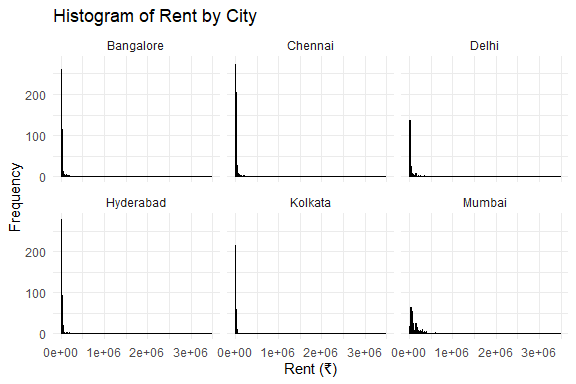 Histogram of Rent by City
Bangalore Chennai Delhi
200
100
0
Hyderabad Kolkata Mumbai
200
100
0
Frequency
0e+00 1e+06 2e+06 3e+06 0e+00 1e+06 2e+06 3e+06 0e+00 1e+06 2e+06 3e+06
Rent (₹)